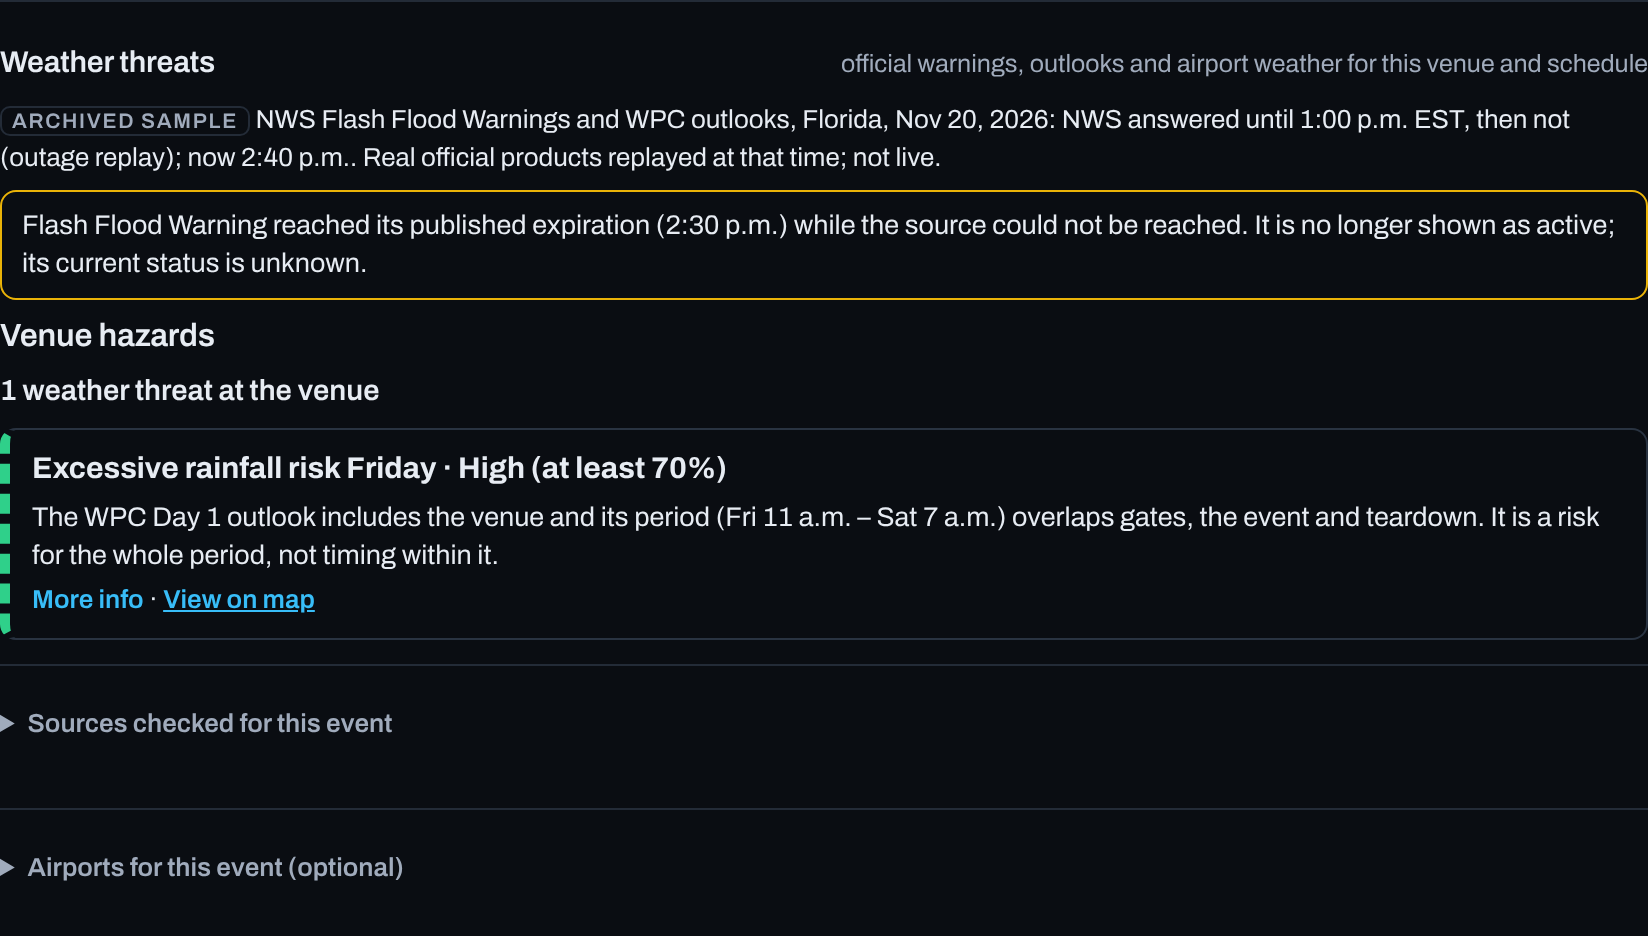 Weather threats
official warnings, outlooks and airport weather for this venue and schedule
ARCHIVED SAMPLE NWS Flash Flood Warnings and WPC outlooks, Florida, Nov 20, 2026: NWS answered until 1:00 p.m. EST, then not
(outage replay); now 2:40 p.m.. Real official products replayed at that time; not live.
Flash Flood Warning reached its published expiration (2:30 p.m.) while the source could not be reached. It is no longer shown as active;
its current status is unknown.
Venue hazards
1 weather threat at the venue
Excessive rainfall risk Friday · High (at least 70%)
The WPC Day 1 outlook includes the venue and its period (Fri 11 a.m. – Sat 7 a.m.) overlaps gates, the event and teardown. It is a risk
for the whole period, not timing within it.
More info · View on map
Sources checked for this event
Airports for this event (optional)